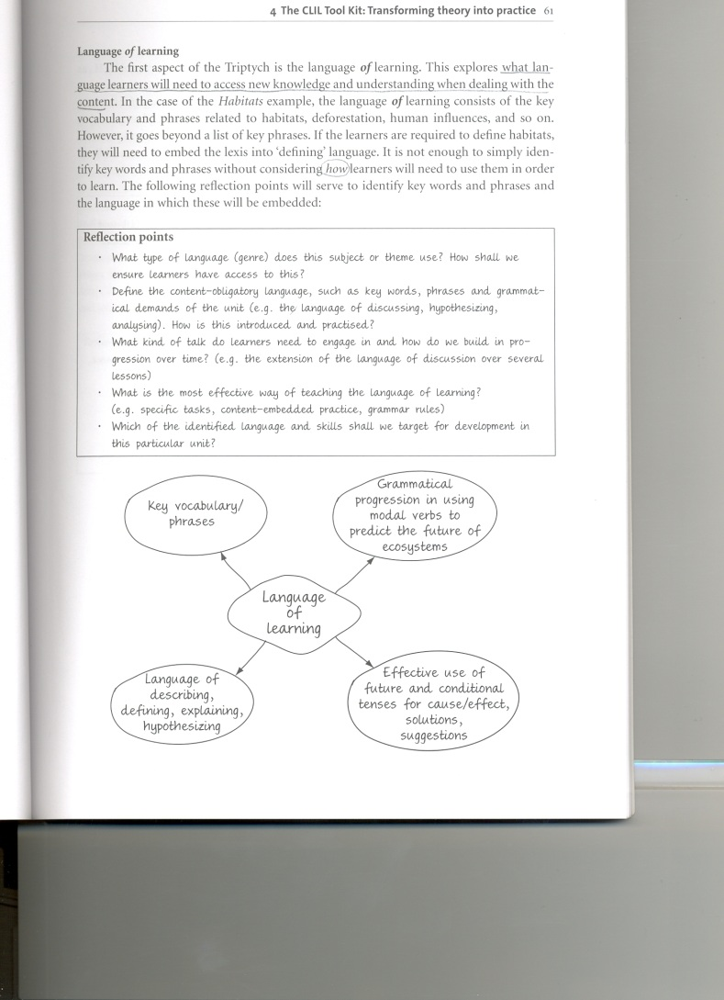 4 The CLIL Tool Kit: Transforming theory into practice 61
Language of learning
The first aspect of the Triptych is the language of learning. This explores what lan-
guage learners will need to access new knowledge and understanding when dealing with the
content. In the case of the Habitats example, the language of learning consists of the key
vocabulary and phrases related to habitats, deforestation, human influences, and so on.
However, it goes beyond a list of key phrases. If the learners are required to define habitats,
they will need to embed the lexis into ‘defining’ language. It is not enough to simply iden-
tify key words and phrases without considering how learners will need to use them in order
to learn. The following reflection points will serve to identify key words and phrases and
the language in which these will be embedded:
Reflection points
· What type of language (genre) does this subject or theme use? How shall we
ensure learners have access to this?
· Define the content-obligatory language, such as key words, phrases and grammat-
ical demands of the unit (e.g. the language of discussing, hypothesizing,
analysing). How is this introduced and practised?
· What kind of talk do learners need to engage in and how do we build in pro-
gression over time? (e.g. the extension of the language of discussion over several
lessons)
· What is the most effective way of teaching the language of learning?
(e.g. specific tasks, content-embedded practice, grammar rules)
· Which of the identified language and skills shall we target for development in
this particular unit?
Key vocabulary/
phrases
Grammatical
progression in using
modal verbs to
predict the future of
ecosystems
Language
of
learning
Language of
describing,
defining, explaining,
hypothesizing
Effective use of
future and conditional
tenses for cause/effect,
solutions,
suggestions